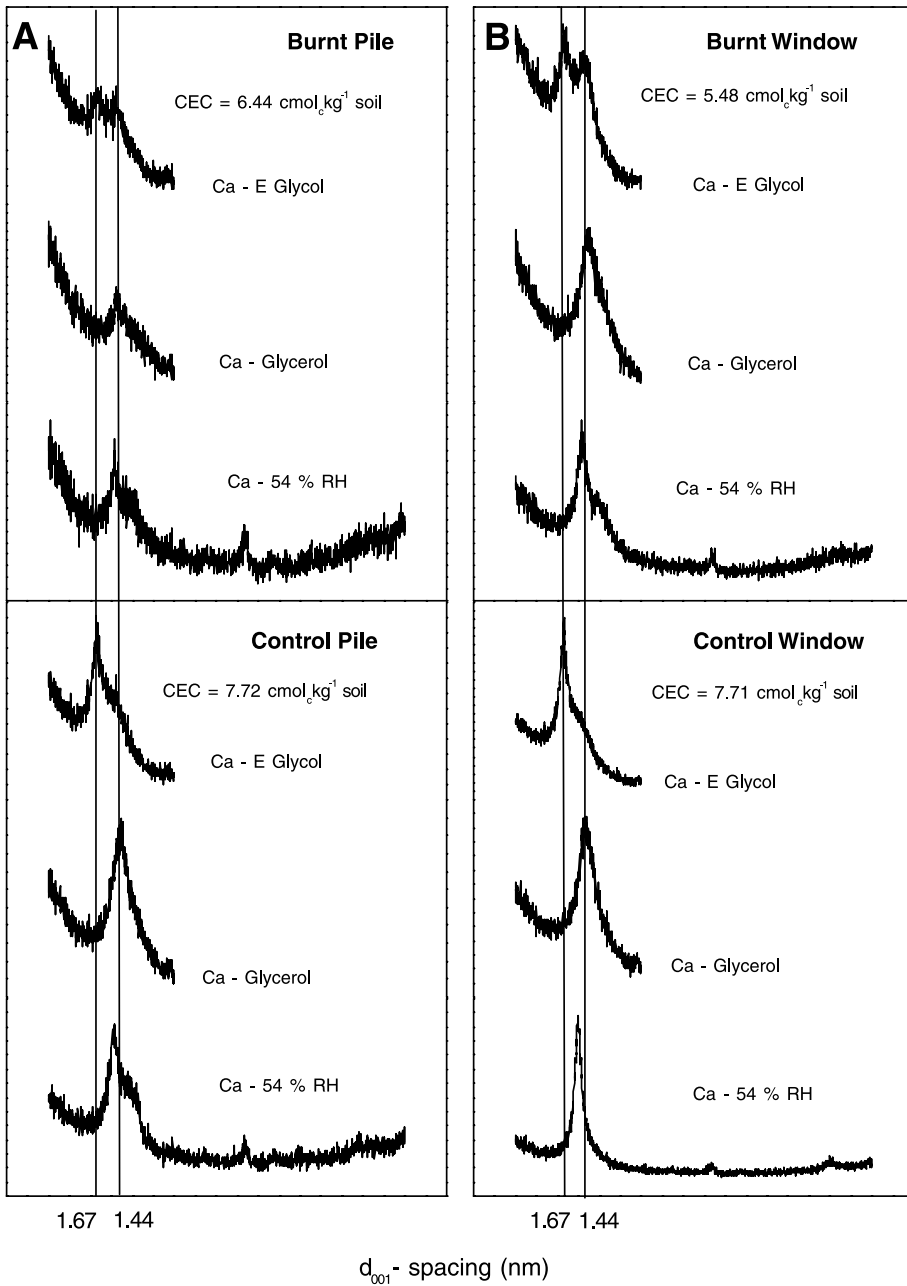 A
Burnt Pile
CEC = 6.44 cmolckg-1 soil
Ca - E Glycol
Ca - Glycerol
Ca - 54 % RH
Control Pile
CEC = 7.72 cmolckg-1 soil
Ca - E Glycol
Ca - Glycerol
Ca - 54 % RH
1.67 1.44
B
Burnt Window
CEC = 5.48 cmolckg-1 soil
Ca - E Glycol
Ca - Glycerol
Ca - 54 % RH
Control Window
CEC = 7.71 cmolckg-1 soil
Ca - E Glycol
Ca - Glycerol
Ca - 54 % RH
1.67 1.44
d001- spacing (nm)